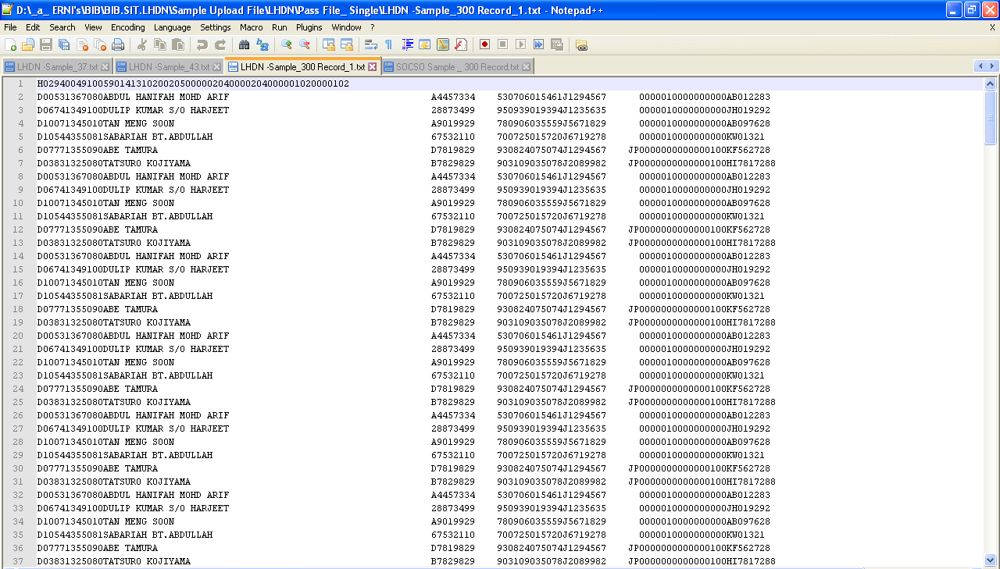 D:\_a_ ERNI's\BIB\BIB.SIT.LHDN\Sample Upload File\LHDN\Pass File_ Single\LHDN -Sample_300 Record_1.txt - Notepad++
File Edit Search View Encoding Language Settings Macro Run Plugins Window ? X
LHDN -Sample_37.txt LHDN -Sample_43.txt LHDN -Sample_300 Record_1.txt SOCSO Sample _ 300 Record.txt
1 H02940049100590141310200205000002040000204000001020000102
2 D00531367080ABDUL HANIFAH MOHD ARIF A4457334 530706015461J1294567 0000010000000000AB012283
3 D06741349100DULIP KUMAR S/O HARJEET 28873499 950939019394J1235635 0000010000000000JH019292
4 D10071345010TAN MENG SOON A9019929 780906035559J5671829 0000010000000000AB097628
5 D10544355081SABARIAH BT.ABDULLAH 67532110 700725015720J6719278 0000010000000000KW01321
6 D07771355090ABE TAMURA D7819829 930824075074J1294567 JP0000000000000100KF562728
7 D03831325080TATSURO KOJIYAMA B7829829 903109035078J2089982 JP0000000000000100HI7817288
8 D00531367080ABDUL HANIFAH MOHD ARIF A4457334 530706015461J1294567 0000010000000000AB012283
9 D06741349100DULIP KUMAR S/O HARJEET 28873499 950939019394J1235635 0000010000000000JH019292
10 D10071345010TAN MENG SOON A9019929 780906035559J5671829 0000010000000000AB097628
11 D10544355081SABARIAH BT.ABDULLAH 67532110 700725015720J6719278 0000010000000000KW01321
12 D07771355090ABE TAMURA D7819829 930824075074J1294567 JP0000000000000100KF562728
13 D03831325080TATSURO KOJIYAMA B7829829 903109035078J2089982 JP0000000000000100HI7817288
14 D00531367080ABDUL HANIFAH MOHD ARIF A4457334 530706015461J1294567 0000010000000000AB012283
15 D06741349100DULIP KUMAR S/O HARJEET 28873499 950939019394J1235635 0000010000000000JH019292
16 D10071345010TAN MENG SOON A9019929 780906035559J5671829 0000010000000000AB097628
17 D10544355081SABARIAH BT.ABDULLAH 67532110 700725015720J6719278 0000010000000000KW01321
18 D07771355090ABE TAMURA D7819829 930824075074J1294567 JP0000000000000100KF562728
19 D03831325080TATSURO KOJIYAMA B7829829 903109035078J2089982 JP0000000000000100HI7817288
20 D00531367080ABDUL HANIFAH MOHD ARIF A4457334 530706015461J1294567 0000010000000000AB012283
21 D06741349100DULIP KUMAR S/O HARJEET 28873499 950939019394J1235635 0000010000000000JH019292
22 D10071345010TAN MENG SOON A9019929 780906035559J5671829 0000010000000000AB097628
23 D10544355081SABARIAH BT.ABDULLAH 67532110 700725015720J6719278 0000010000000000KW01321
24 D07771355090ABE TAMURA D7819829 930824075074J1294567 JP0000000000000100KF562728
25 D03831325080TATSURO KOJIYAMA B7829829 903109035078J2089982 JP0000000000000100HI7817288
26 D00531367080ABDUL HANIFAH MOHD ARIF A4457334 530706015461J1294567 0000010000000000AB012283
27 D06741349100DULIP KUMAR S/O HARJEET 28873499 950939019394J1235635 0000010000000000JH019292
28 D10071345010TAN MENG SOON A9019929 780906035559J5671829 0000010000000000AB097628
29 D10544355081SABARIAH BT.ABDULLAH 67532110 700725015720J6719278 0000010000000000KW01321
30 D07771355090ABE TAMURA D7819829 930824075074J1294567 JP0000000000000100KF562728
31 D03831325080TATSURO KOJIYAMA B7829829 903109035078J2089982 JP0000000000000100HI7817288
32 D00531367080ABDUL HANIFAH MOHD ARIF A4457334 530706015461J1294567 0000010000000000AB012283
33 D06741349100DULIP KUMAR S/O HARJEET 28873499 950939019394J1235635 0000010000000000JH019292
34 D10071345010TAN MENG SOON A9019929 780906035559J5671829 0000010000000000AB097628
35 D10544355081SABARIAH BT.ABDULLAH 67532110 700725015720J6719278 0000010000000000KW01321
36 D07771355090ABE TAMURA D7819829 930824075074J1294567 JP0000000000000100KF562728
37 D03831325080TATSURO KOJIYAMA B7829829 903109035078J2089982 JP0000000000000100HI7817288